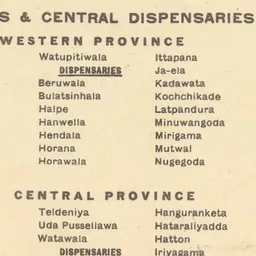 S & CENTRAL DISPENSARIES
WESTERN PROVINCE
Watupitiwala
DISPENSARIES
Beruwala
Bulatsinhala
Halpe
Hanwella
Hendala
Horana
Horawala
Ittapana
Ja-ela
Kadawata
Kochchikade
Latpandura
Minuwangoda
Mirigama
Mutwal
Nugegoda
CENTRAL PROVINCE
Teldeniya
Uda Pussellawa
Watawala
DISPENSARIES
Hanguranketa
Hataraliyadda
Hatton
Iriyagama